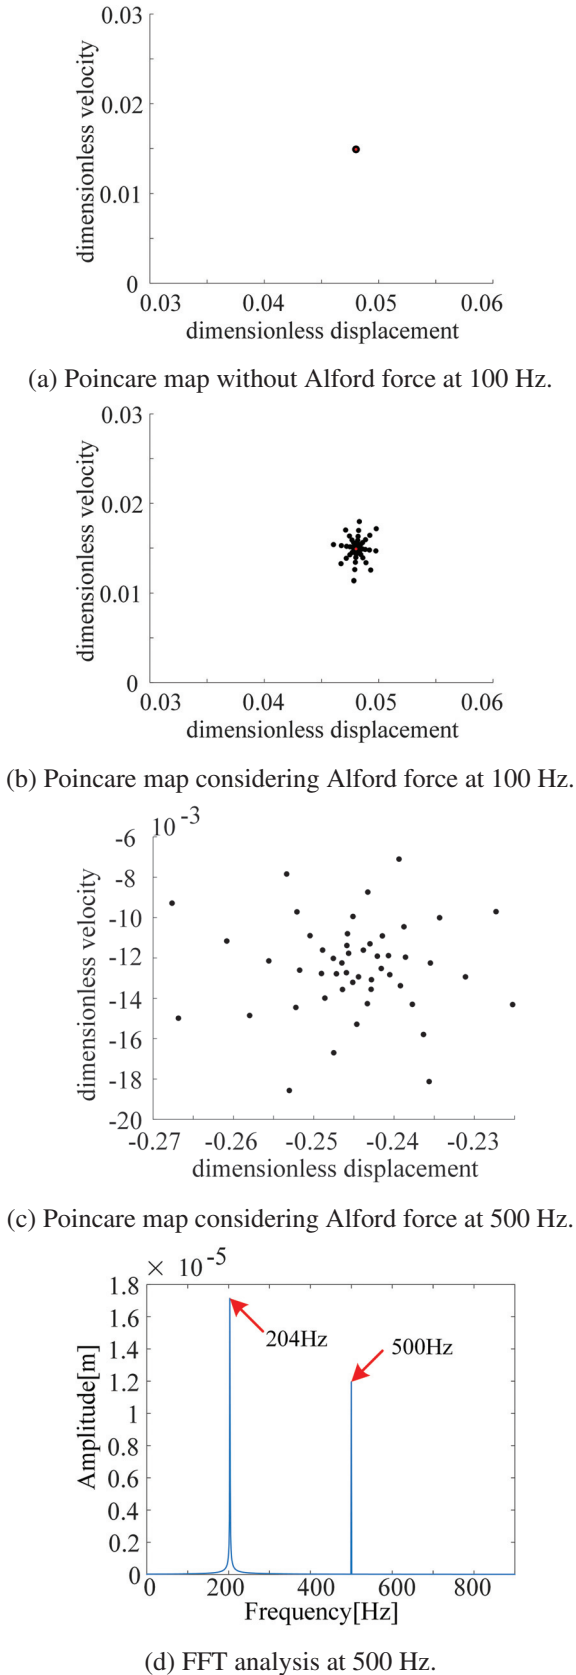 0.03
0.02
0.01
0
dimensionless velocity
0.03 0.04 0.05 0.06
dimensionless displacement
(a) Poincare map without Alford force at 100 Hz.
0.03
0.02
0.01
0
dimensionless velocity
0.03 0.04 0.05 0.06
dimensionless displacement
(b) Poincare map considering Alford force at 100 Hz.
10-3
-6
-8
-10
-12
-14
-16
-18
-20
dimensionless velocity
-0.27 -0.26 -0.25 -0.24 -0.23
dimensionless displacement
(c) Poincare map considering Alford force at 500 Hz.
× 10-5
1.8
1.6
1.4
1.2
1
0.8
0.6
0.4
0.2
0
Amplitude[m]
204Hz
500Hz
0 200 400 600 800
Frequency[Hz]
(d) FFT analysis at 500 Hz.